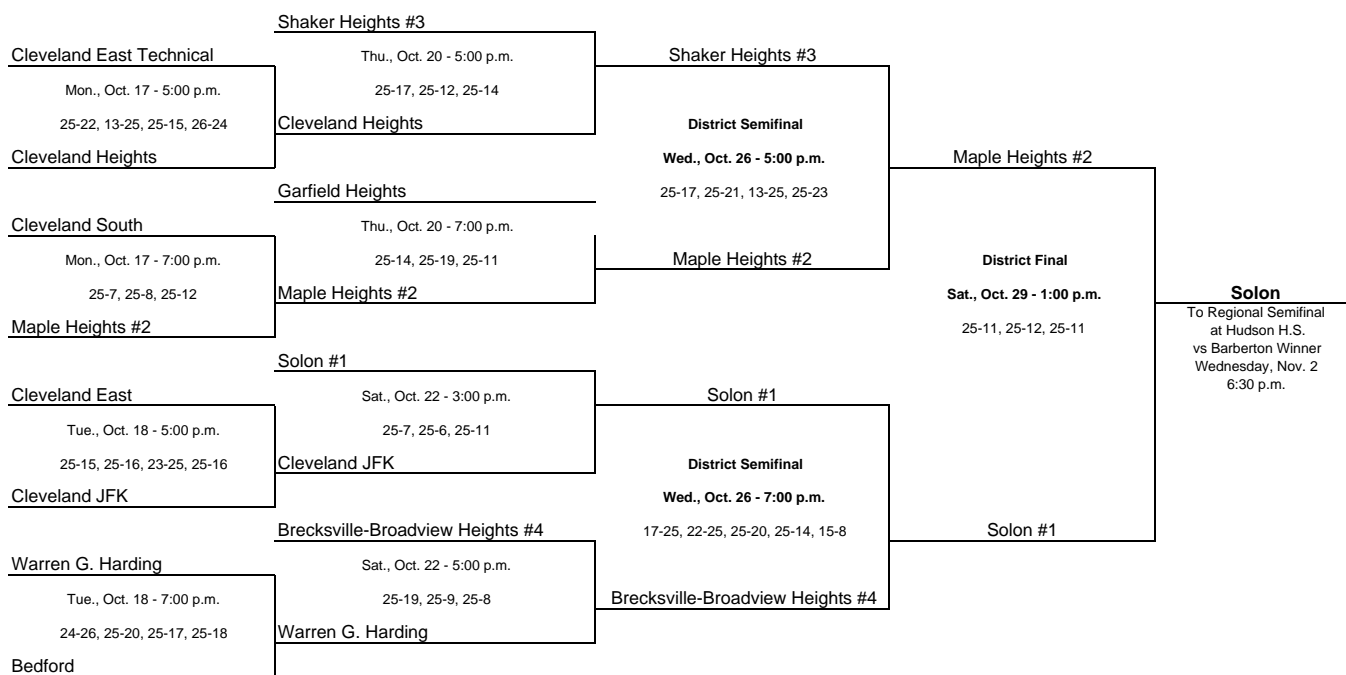 Shaker Heights #3
Cleveland East Technical
Thu., Oct. 20 - 5:00 p.m.
Shaker Heights #3
Mon., Oct. 17 - 5:00 p.m.
25-17, 25-12, 25-14
25-22, 13-25, 25-15, 26-24
Cleveland Heights
District Semifinal
Cleveland Heights
Wed., Oct. 26 - 5:00 p.m.
Maple Heights #2
Garfield Heights
25-17, 25-21, 13-25, 25-23
Cleveland South
Thu., Oct. 20 - 7:00 p.m.
Mon., Oct. 17 - 7:00 p.m.
25-14, 25-19, 25-11
Maple Heights #2
District Final
25-7, 25-8, 25-12
Maple Heights #2
Sat., Oct. 29 - 1:00 p.m.
Solon
Maple Heights #2
25-11, 25-12, 25-11
To Regional Semifinal
at Hudson H.S.
vs Barberton Winner
Wednesday, Nov. 2
6:30 p.m.
Solon #1
Cleveland East
Sat., Oct. 22 - 3:00 p.m.
Solon #1
Tue., Oct. 18 - 5:00 p.m.
25-7, 25-6, 25-11
25-15, 25-16, 23-25, 25-16
Cleveland JFK
District Semifinal
Cleveland JFK
Wed., Oct. 26 - 7:00 p.m.
Brecksville-Broadview Heights #4
17-25, 22-25, 25-20, 25-14, 15-8
Solon #1
Warren G. Harding
Sat., Oct. 22 - 5:00 p.m.
Tue., Oct. 18 - 7:00 p.m.
25-19, 25-9, 25-8
Brecksville-Broadview Heights #4
24-26, 25-20, 25-17, 25-18
Warren G. Harding
Bedford